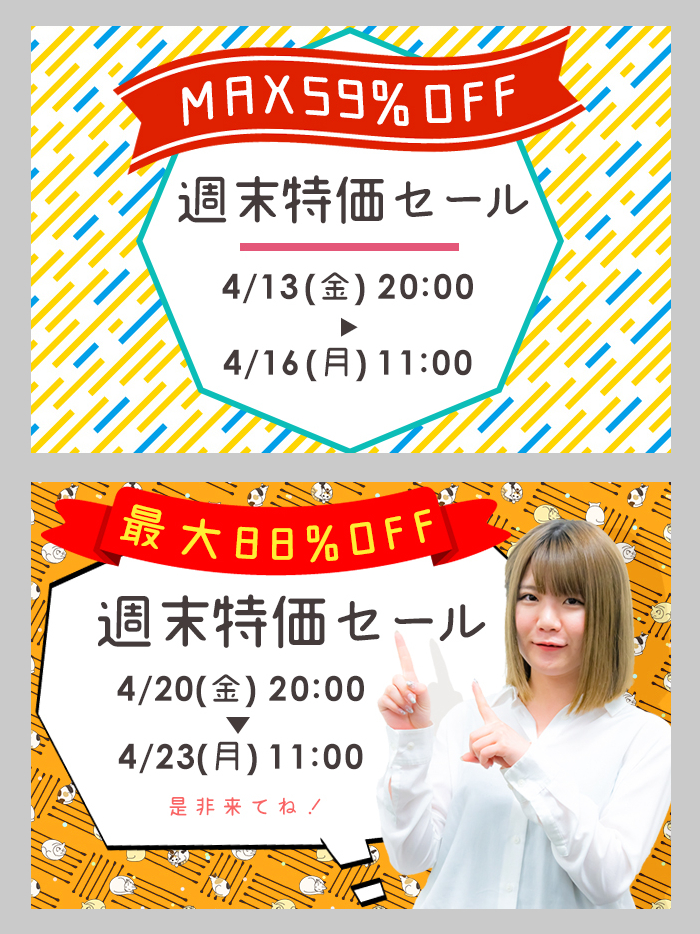 MAX59%OFF
週末特価セール
4/13(金) 20:00
▶
4/16(月) 11:00
最大88%OFF
週末特価セール
4/20(金) 20:00
▼
4/23(月) 11:00
是非来てね！